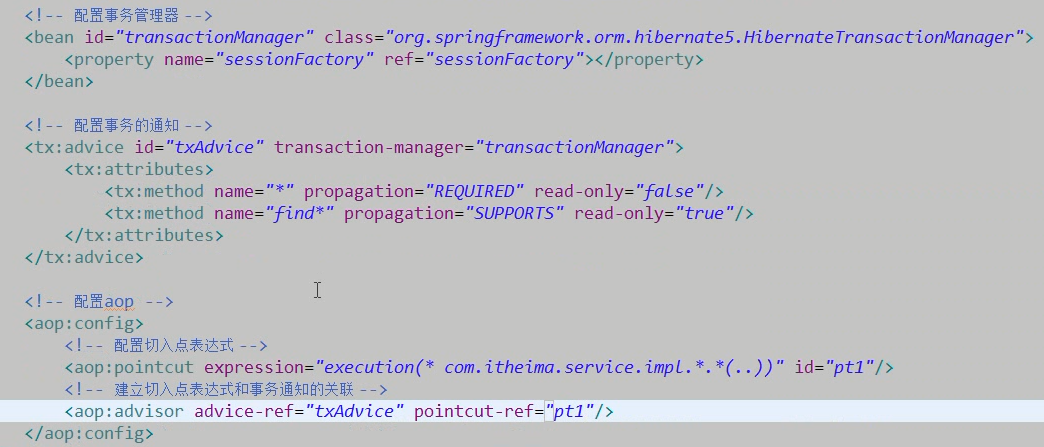 <!-- 配置事务管理器 -->
<bean id="transactionManager" class="org.springframework.orm.hibernate5.HibernateTransactionManager">
    <property name="sessionFactory" ref="sessionFactory"></property>
</bean>

<!-- 配置事务的通知 -->
<tx:advice id="txAdvice" transaction-manager="transactionManager">
    <tx:attributes>
        <tx:method name="*" propagation="REQUIRED" read-only="false"/>
        <tx:method name="find*" propagation="SUPPORTS" read-only="true"/>
    </tx:attributes>
</tx:advice>

<!-- 配置aop -->
<aop:config>
    <!-- 配置切入点表达式 -->
    <aop:pointcut expression="execution(* com.itheima.service.impl.*.*(..))" id="pt1"/>
    <!-- 建立切入点表达式和事务通知的关联 -->
    <aop:advisor advice-ref="txAdvice" pointcut-ref="pt1"/>
</aop:config>